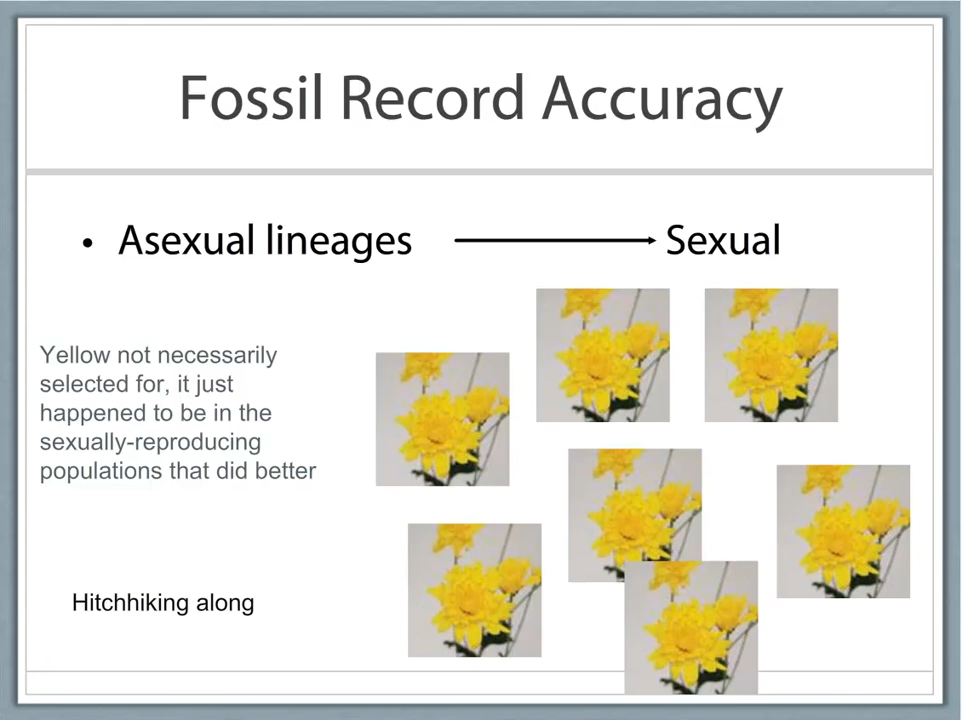 Fossil Record Accuracy
• Asexual lineages Sexual
Yellow not necessarily
selected for, it just
happened to be in the
sexually-reproducing
populations that did better
Hitchhiking along